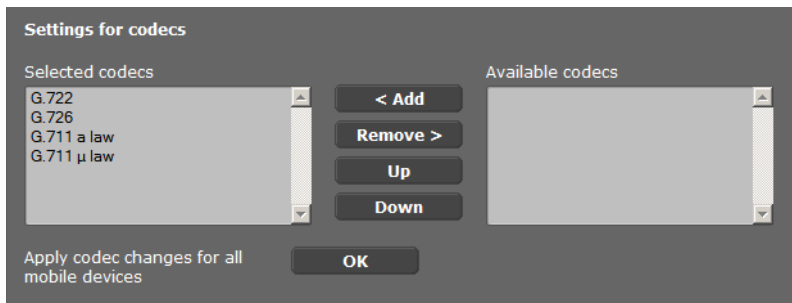 Settings for codecs
Selected codecs
Available codecs
G.722
G.726
G.711 a law
G.711 µ law
< Add
Remove >
Up
Down
Apply codec changes for all
mobile devices
OK